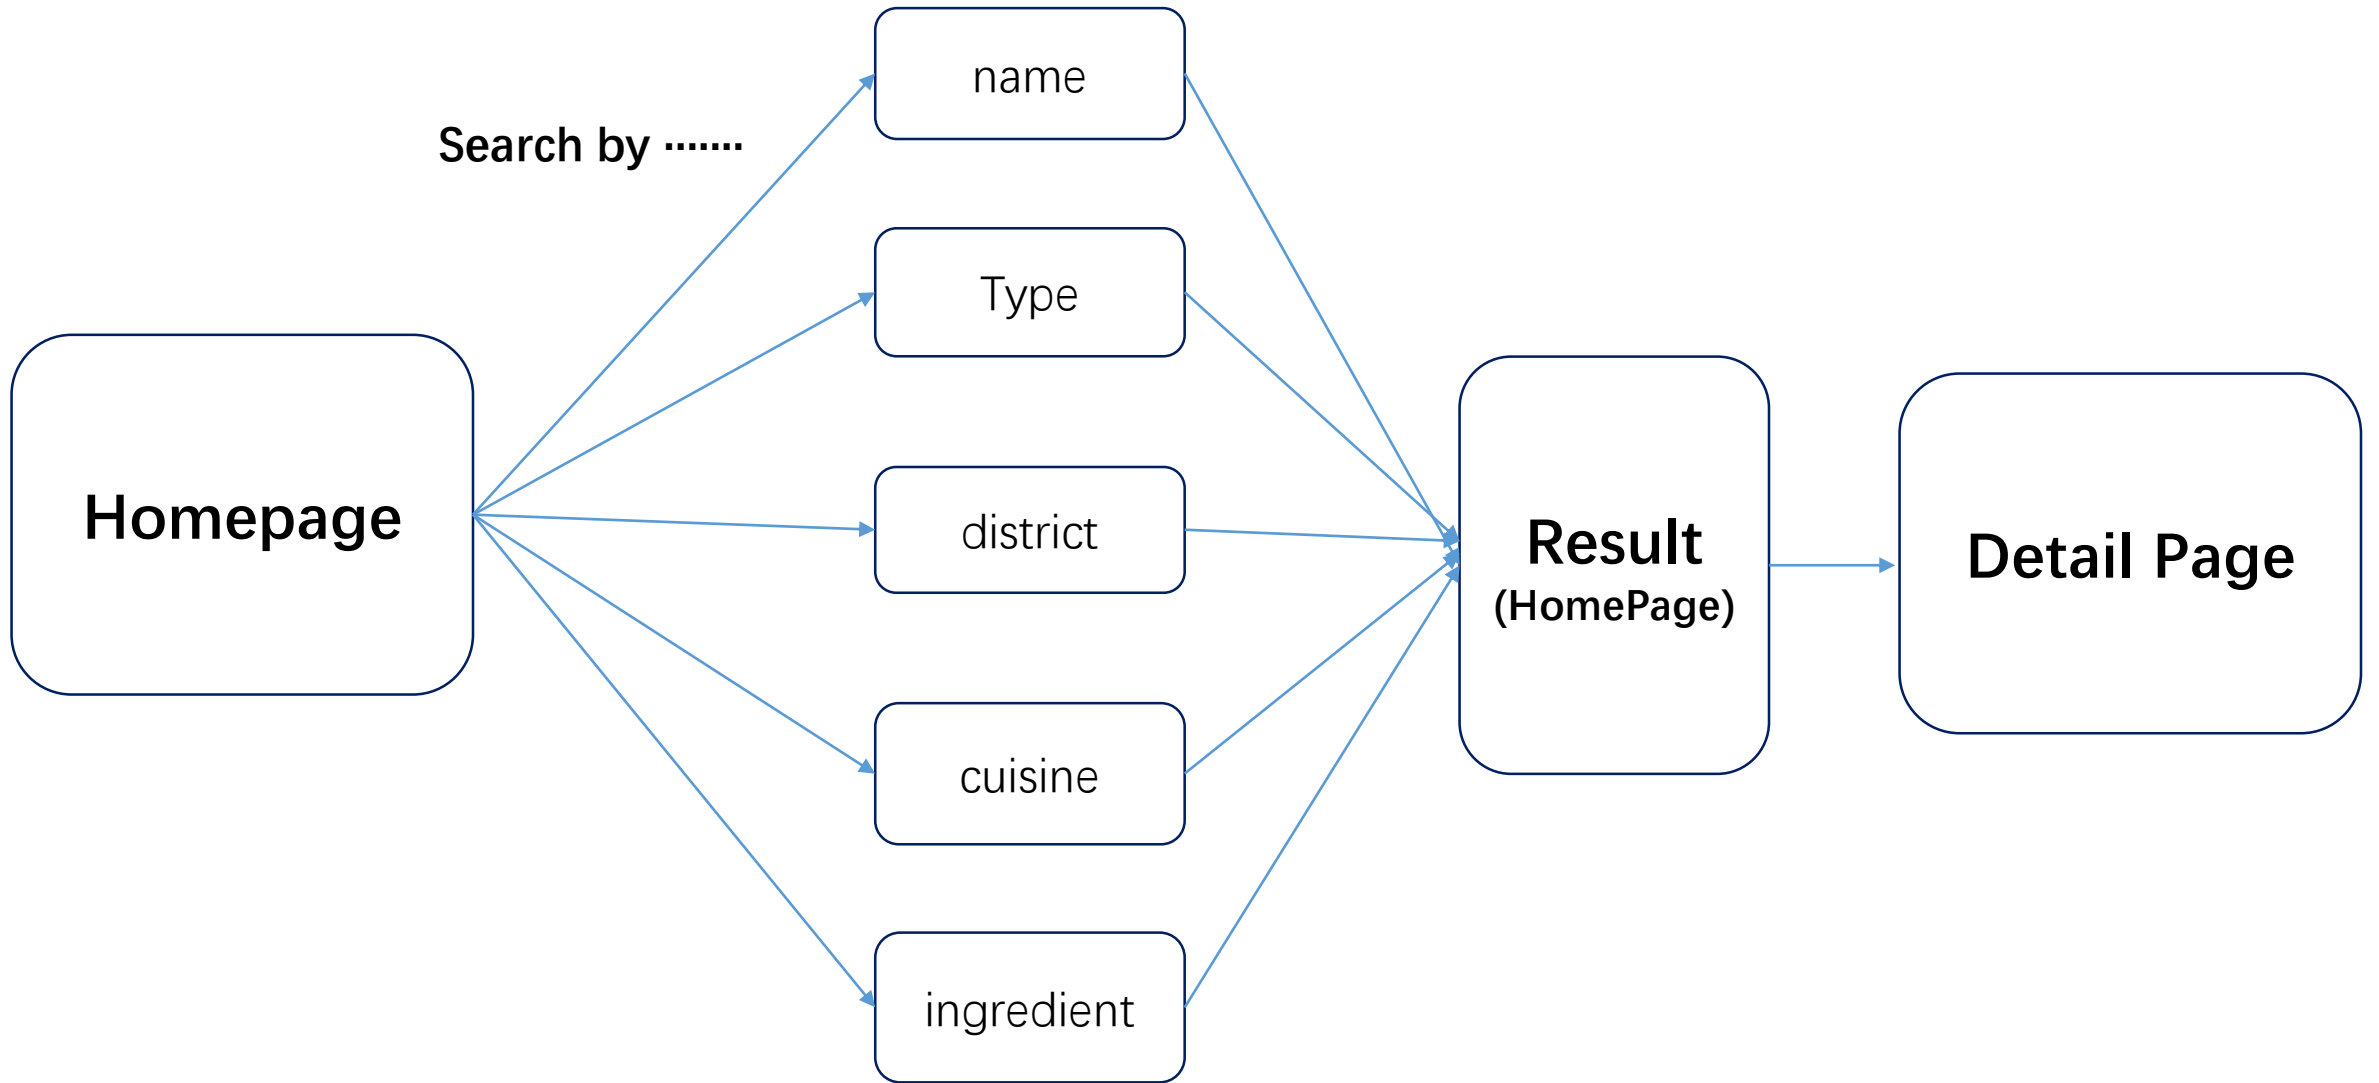 name
Search by ·······
Type
Homepage
district
Result
(HomePage)
Detail Page
cuisine
ingredient